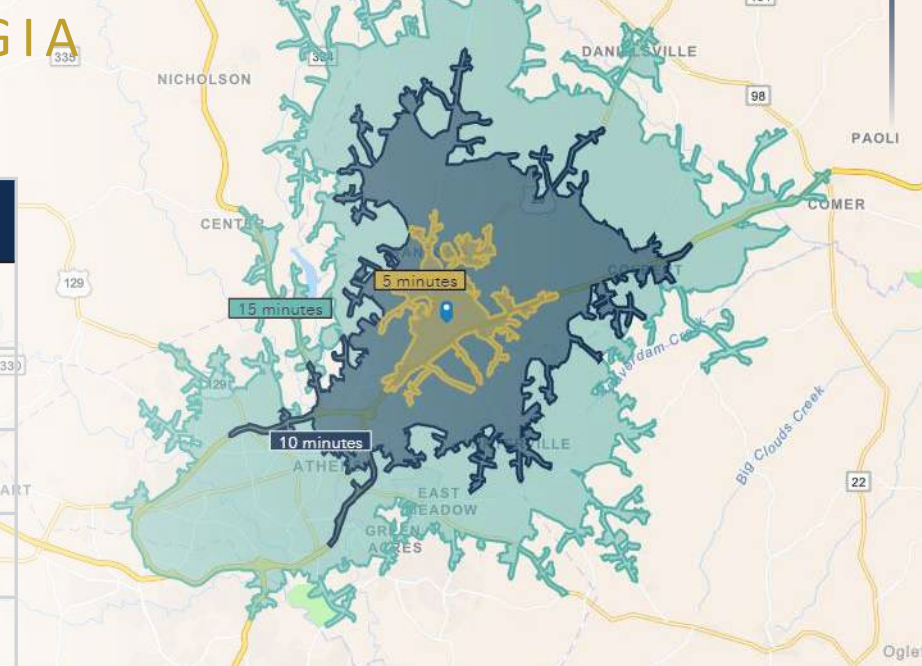 GIA
335
334
NICHOLSON
DANIELSVILLE
98
PAOLI
COMER
CENTER
129
5 minutes
15 minutes
330
129
10 minutes
ATHENS
Big Clouds Creek
22
EAST
MEADOW
GREEN
ACRES
Ogle